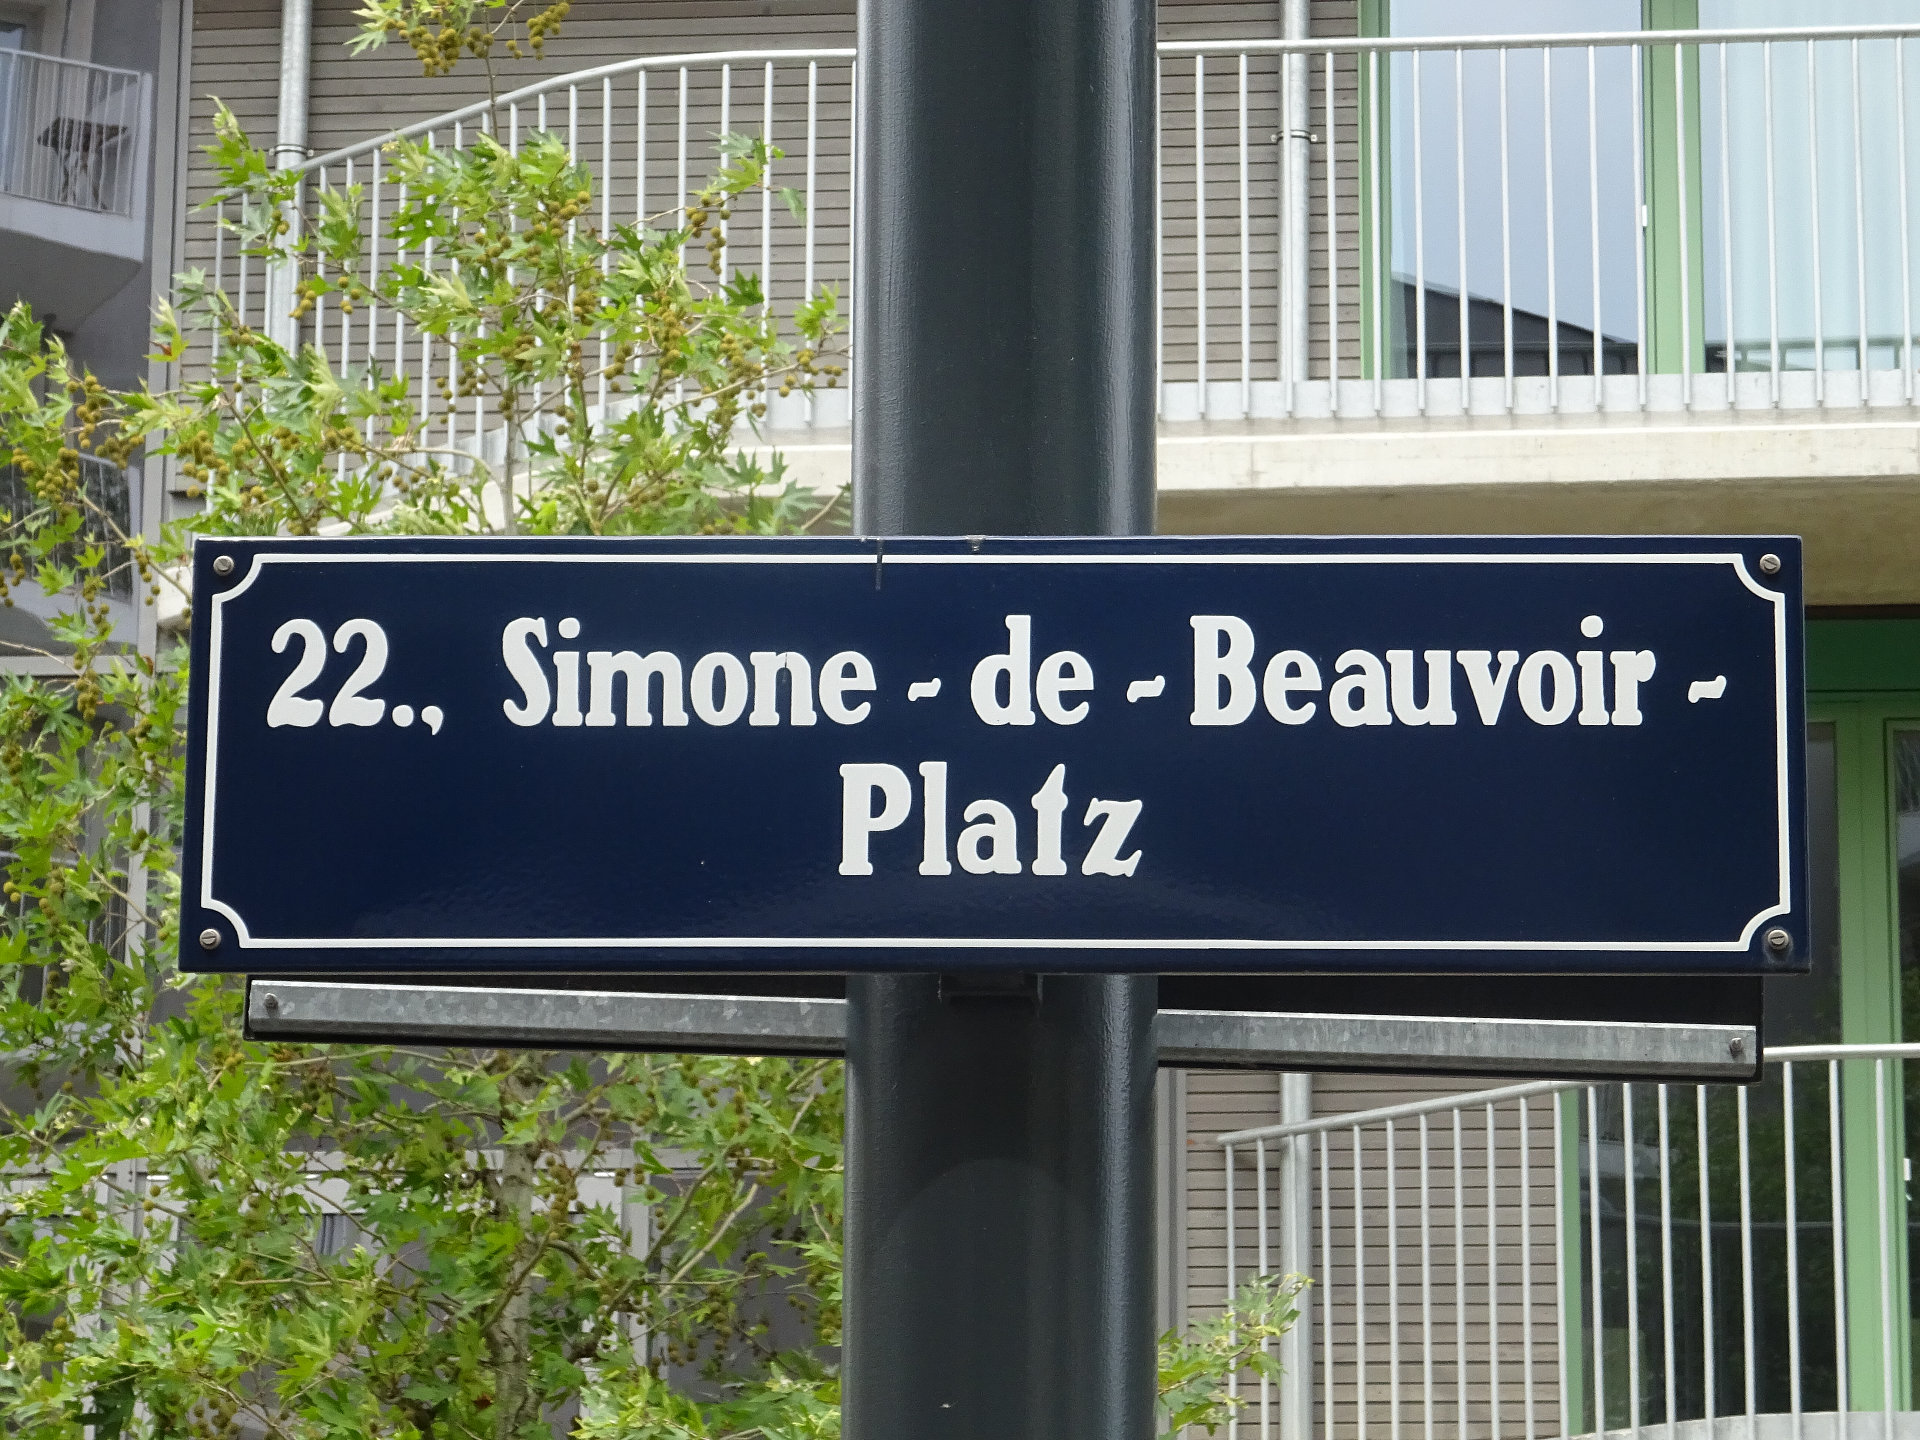 22., Simone-de-Beauvoir-
Platz